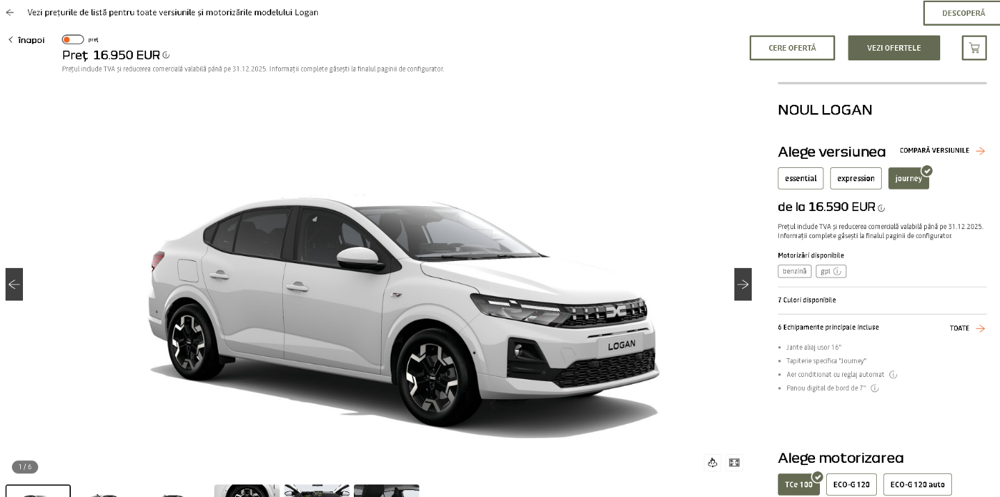 Vezi prețurile de listă pentru toate versiunile și motorizările modelului Logan
DESCOPERĂ
înapoi
preț
Preț 16.950 EUR
Prețul include TVA și reducerea comercială valabilă până pe 31.12.2025. Informații complete găsești la finalul paginii de configurator.
CERE OFERTĂ
VEZI OFERTELE
NOUL LOGAN
Alege versiunea
COMPARĂ VERSIUNILE
essential
expression
journey
de la 16.590 EUR
Prețul include TVA și reducerea comercială valabilă până pe 31.12.2025.
Informații complete găsești la finalul paginii de configurator.
Motorizări disponibile
benzină
gpl
7 Culori disponibile
6 Echipamente principale incluse
TOATE
Jante aliaj usor 16"
Tapiterie specifica "Journey"
Aer conditionat cu reglaj automat
Panou digital de bord de 7"
LOGAN
1 / 6
Alege motorizarea
TCe 100
ECO-G 120
ECO-G 120 auto